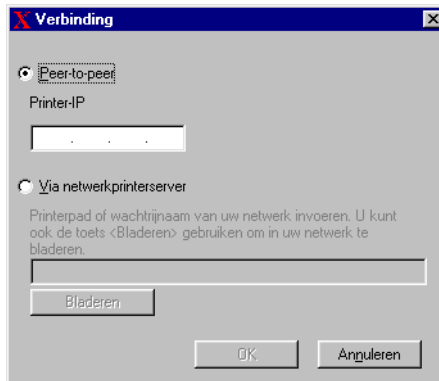 Verbinding
Peer-to-peer
Printer-IP
. . .
Via netwerkprinterserver
Printerpad of wachtrijnaam van uw netwerk invoeren. U kunt
ook de toets <Bladeren> gebruiken om in uw netwerk te
bladeren.
Bladeren
OK
Annuleren